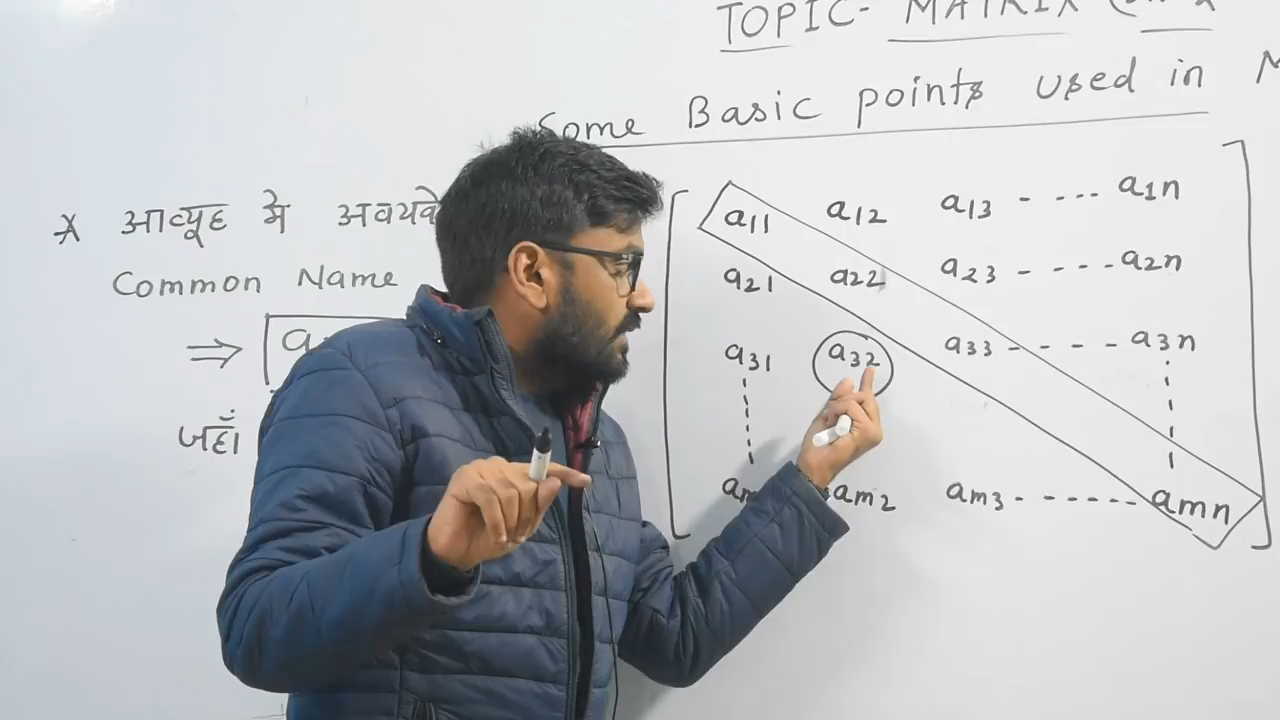 TOPIC- MATRIX
Some Basic points used in
* आव्यूह मे
Common Name
⇒ a
जहाँ
a11 a12 a13 - ---- a1n
a21 a22 a23 - ---- a2n
a31 a32 a33 - - - - - a3n
am2 am3 - - - - - - - amn